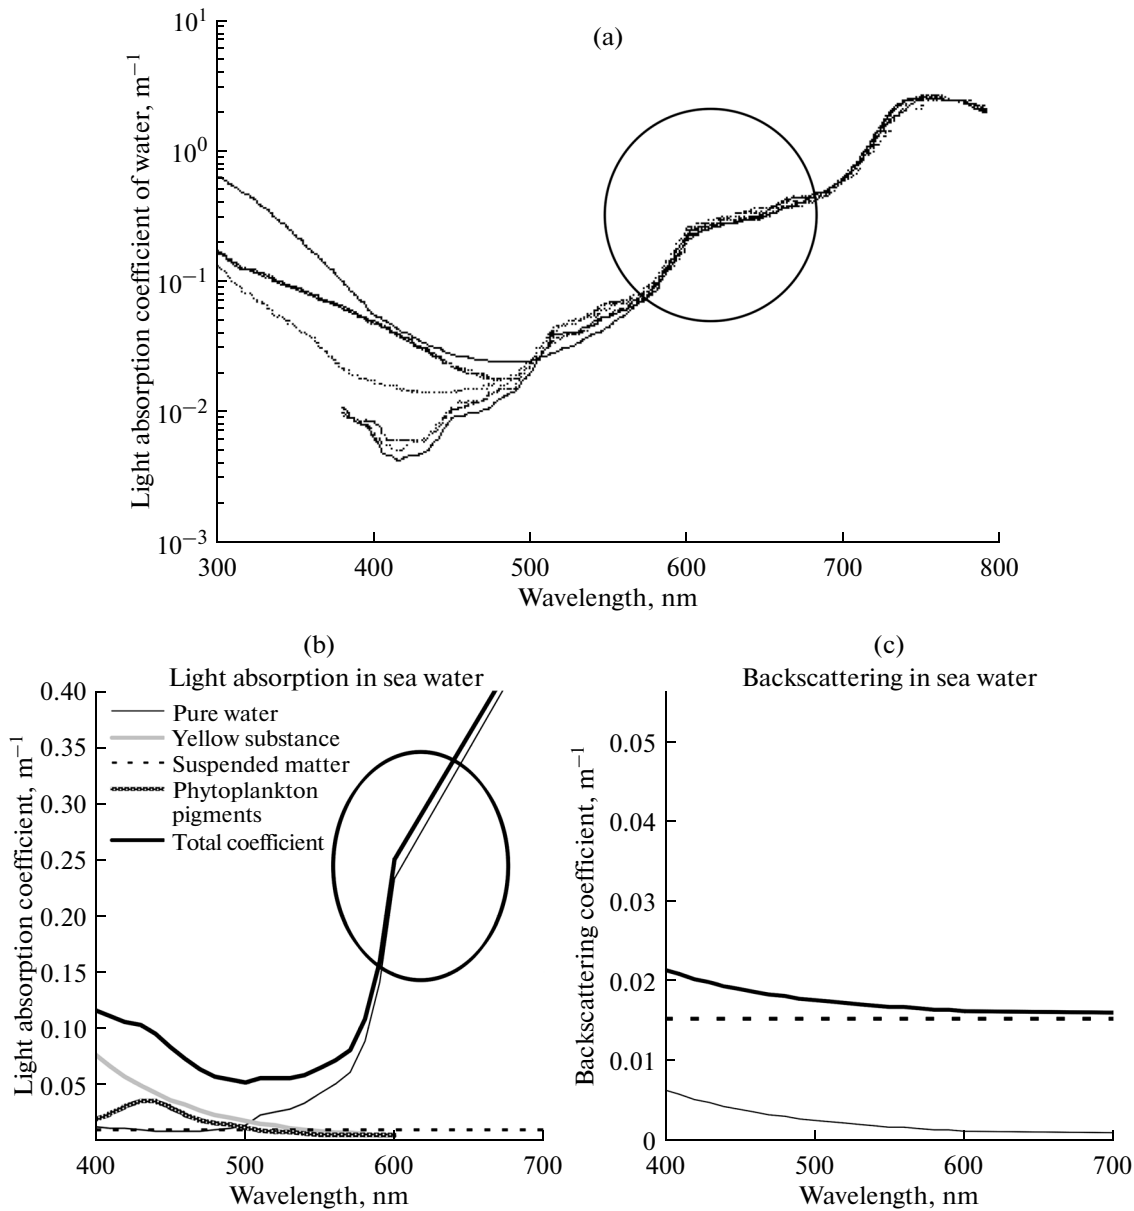 (a)
Light absorption coefficient of water, m⁻¹
10¹
10⁰
10⁻¹
10⁻²
10⁻³
300 400 500 600 700 800
Wavelength, nm
(b)
Light absorption in sea water
Light absorption coefficient, m⁻¹
0.40
0.35
0.30
0.25
0.20
0.15
0.10
0.05
Pure water
Yellow substance
Suspended matter
Phytoplankton
pigments
Total coefficient
400 500 600 700
Wavelength, nm
(c)
Backscattering in sea water
Backscattering coefficient, m⁻¹
0.05
0.04
0.03
0.02
0.01
0
400 500 600 700
Wavelength, nm